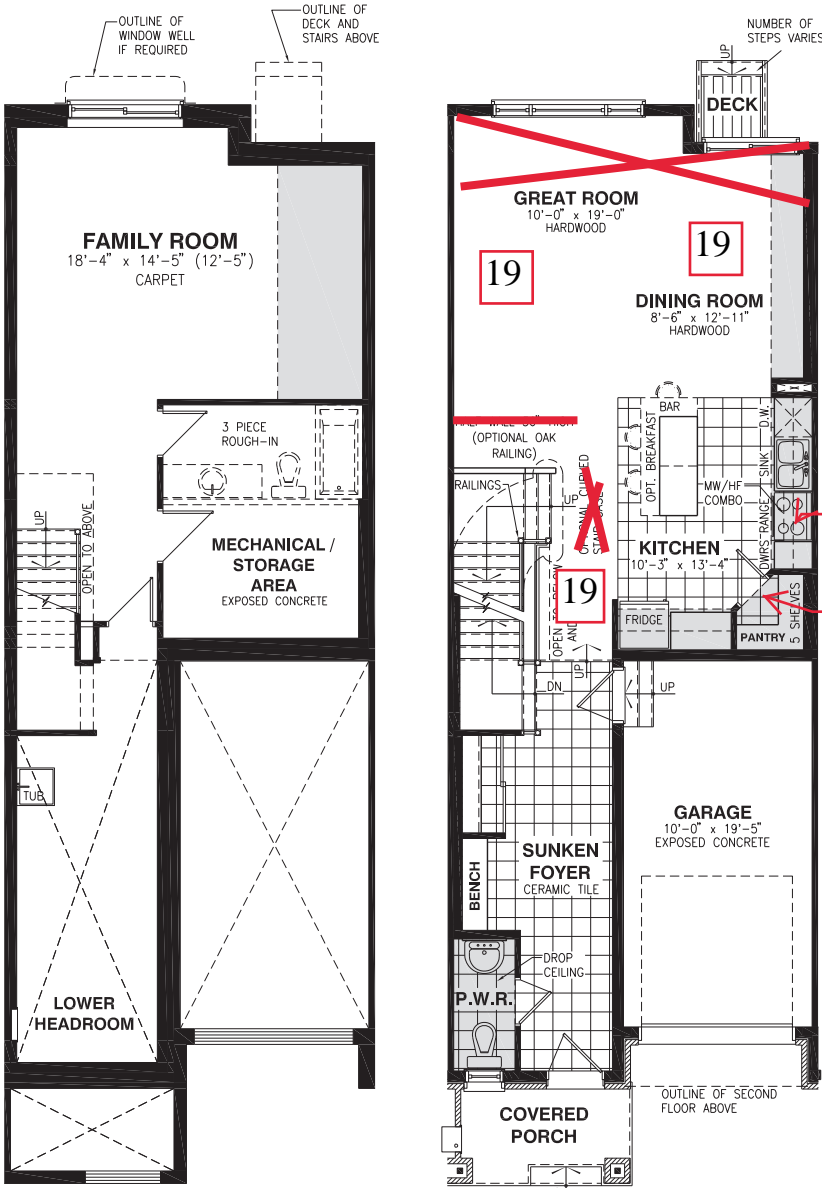 OUTLINE OF
WINDOW WELL
IF REQUIRED
OUTLINE OF
DECK AND
STAIRS ABOVE
FAMILY ROOM
18'-4" x 14'-5" (12'-5")
CARPET
3 PIECE
ROUGH-IN
UP
OPEN TO ABOVE
MECHANICAL /
STORAGE
AREA
EXPOSED CONCRETE
TUB
LOWER
HEADROOM
NUMBER OF
STEPS VARIES
UP
DECK
GREAT ROOM
10'-0" x 19'-0"
HARDWOOD
19
19
DINING ROOM
8'-6" x 12'-11"
HARDWOOD
(OPTIONAL OAK
RAILING)
RAILINGS
UP
OPTIONAL CURVED
BAR
OPT. BREAKFAST
D.W.
SINK
MW/HF
COMBO
RANGE
DWRS
KITCHEN
10'-3" x 13'-4"
19
FRIDGE
PANTRY
5 SHELVES
DN
UP
UP
GARAGE
10'-0" x 19'-5"
EXPOSED CONCRETE
SUNKEN
FOYER
CERAMIC TILE
BENCH
DROP
CEILING
P.W.R.
OUTLINE OF SECOND
FLOOR ABOVE
COVERED
PORCH